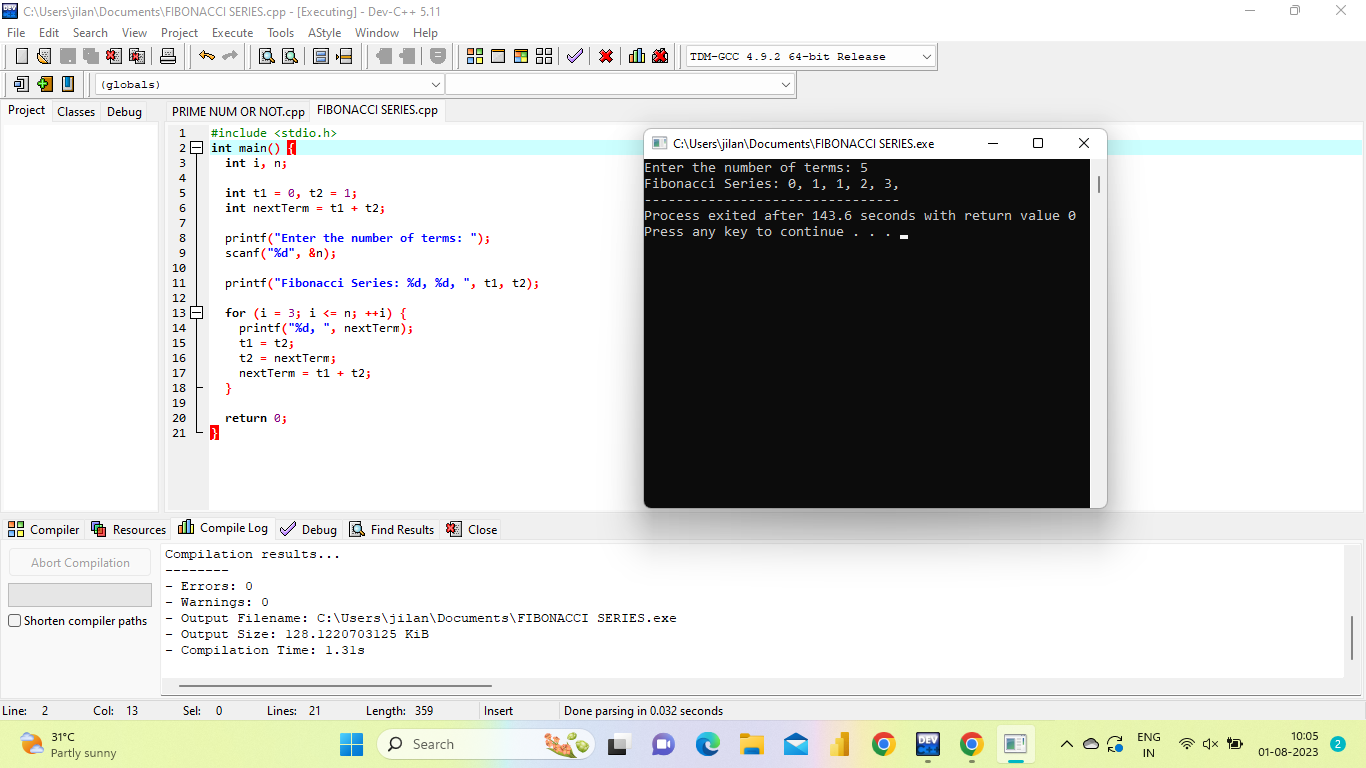 C:\Users\jilan\Documents\FIBONACCI SERIES.cpp - [Executing] - Dev-C++ 5.11
File Edit Search View Project Execute Tools AStyle Window Help
TDM-GCC 4.9.2 64-bit Release
(globals)
Project Classes Debug
PRIME NUM OR NOT.cpp FIBONACCI SERIES.cpp
1 #include <stdio.h>
2 int main() {
3 int i, n;
4
5 int t1 = 0, t2 = 1;
6 int nextTerm = t1 + t2;
7
8 printf("Enter the number of terms: ");
9 scanf("%d", &n);
10
11 printf("Fibonacci Series: %d, %d, ", t1, t2);
12
13 for (i = 3; i <= n; ++i) {
14 printf("%d, ", nextTerm);
15 t1 = t2;
16 t2 = nextTerm;
17 nextTerm = t1 + t2;
18 }
19
20 return 0;
21 }
C:\Users\jilan\Documents\FIBONACCI SERIES.exe
Enter the number of terms: 5
Fibonacci Series: 0, 1, 1, 2, 3,
--------------------------------
Process exited after 143.6 seconds with return value 0
Press any key to continue . . .
Compiler Resources Compile Log Debug Find Results Close
Abort Compilation
Shorten compiler paths
Compilation results...
--------
- Errors: 0
- Warnings: 0
- Output Filename: C:\Users\jilan\Documents\FIBONACCI SERIES.exe
- Output Size: 128.1220703125 KiB
- Compilation Time: 1.31s
Line: 2 Col: 13 Sel: 0 Lines: 21 Length: 359 Insert Done parsing in 0.032 seconds
31°C
Partly sunny
Search
DEV
ENG
IN
10:05
01-08-2023
2